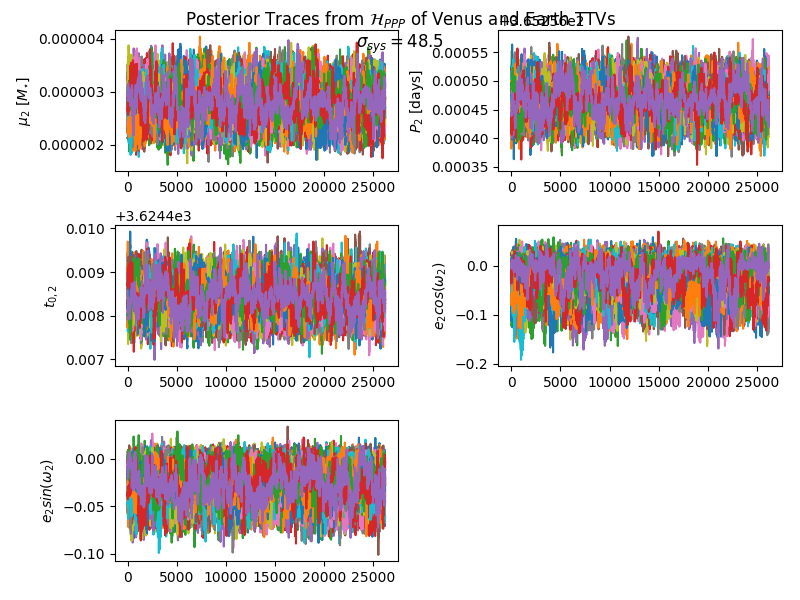 Posterior Traces from ℋ_PPP of Venus and Earth TTVs
σ_sys = 48.5
μ₂ [M.]
0.000004
0.000003
0.000002
0 5000 10000 15000 20000 25000
+3.65256e2
P₂ [days]
0.00055
0.00050
0.00045
0.00040
0.00035
0 5000 10000 15000 20000 25000
+3.6244e3
t₀,₂
0.010
0.009
0.008
0.007
0 5000 10000 15000 20000 25000
e₂cos(ω₂)
0.0
−0.1
−0.2
0 5000 10000 15000 20000 25000
e₂sin(ω₂)
0.00
−0.05
−0.10
0 5000 10000 15000 20000 25000